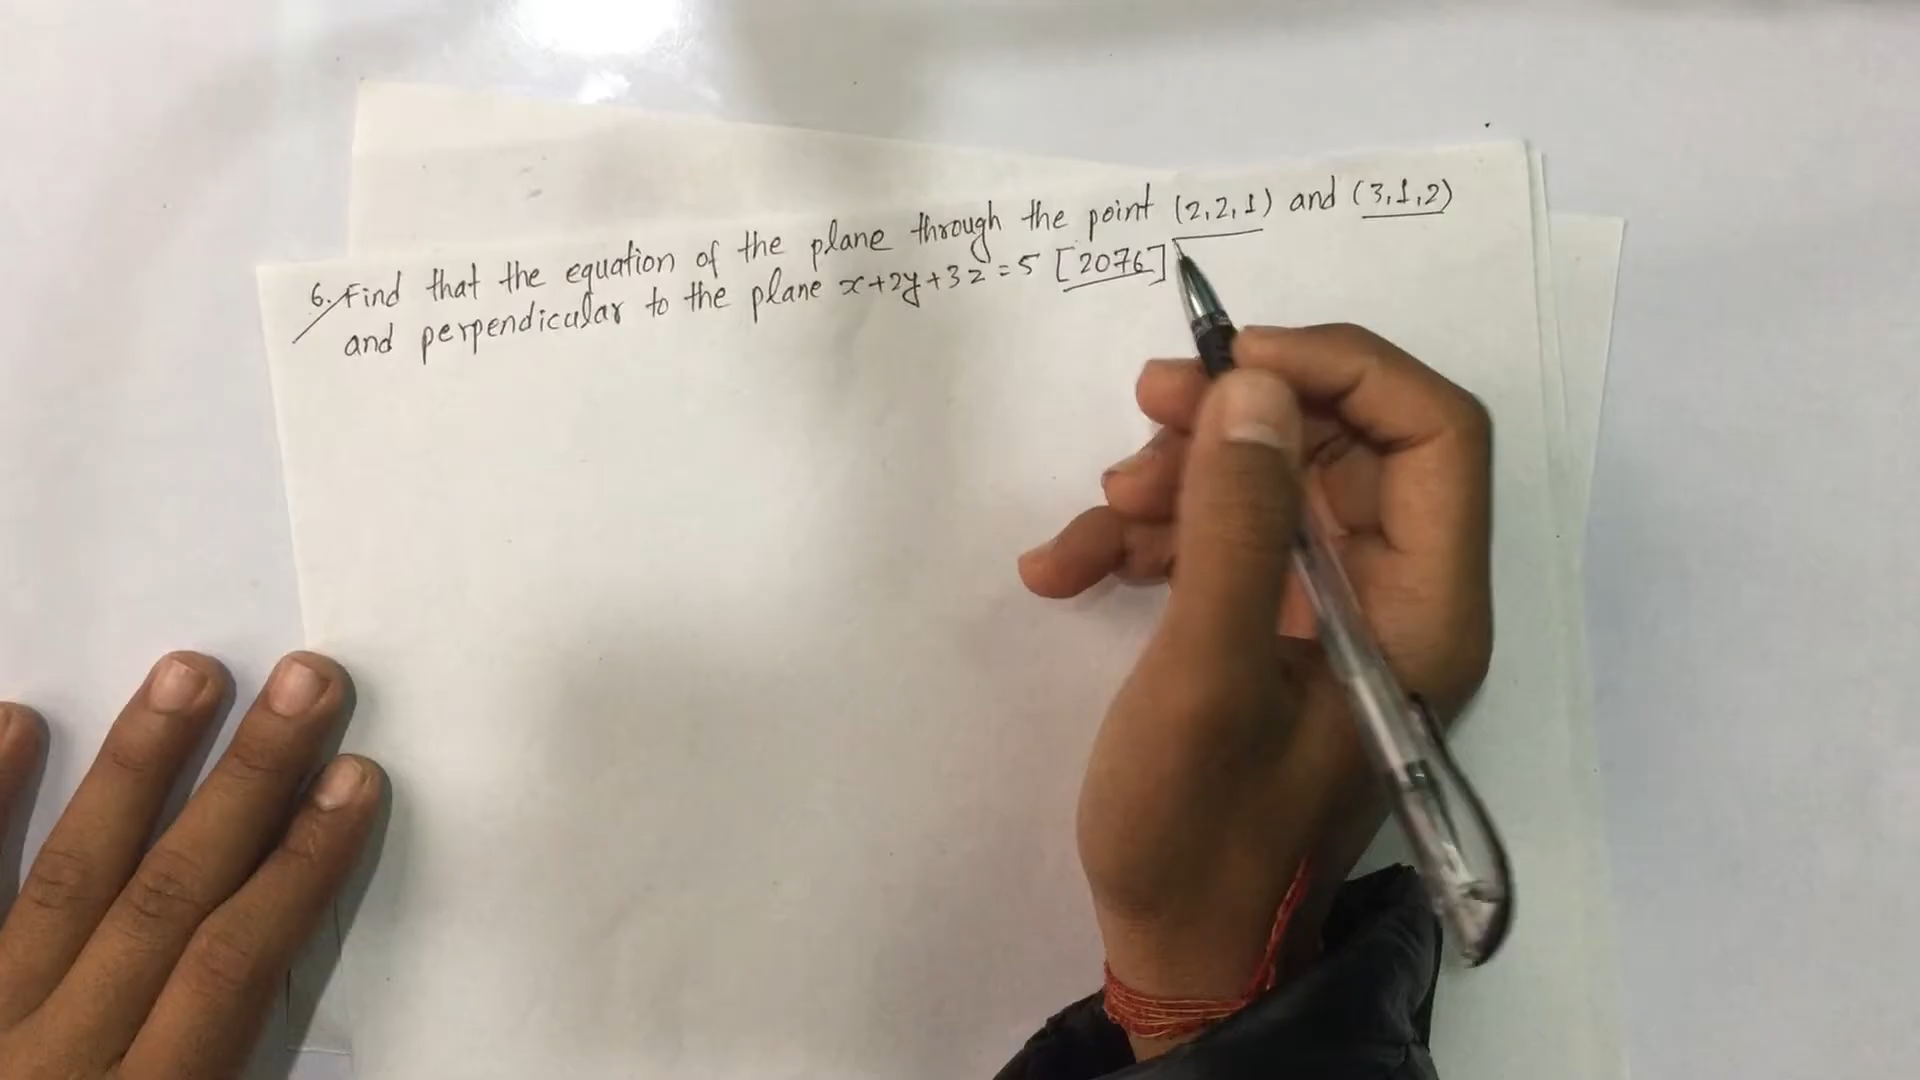 6. Find that the equation of the plane through the point (2,2,1) and (3,1,2)
and perpendicular to the plane x+2y+3z=5 [2076]